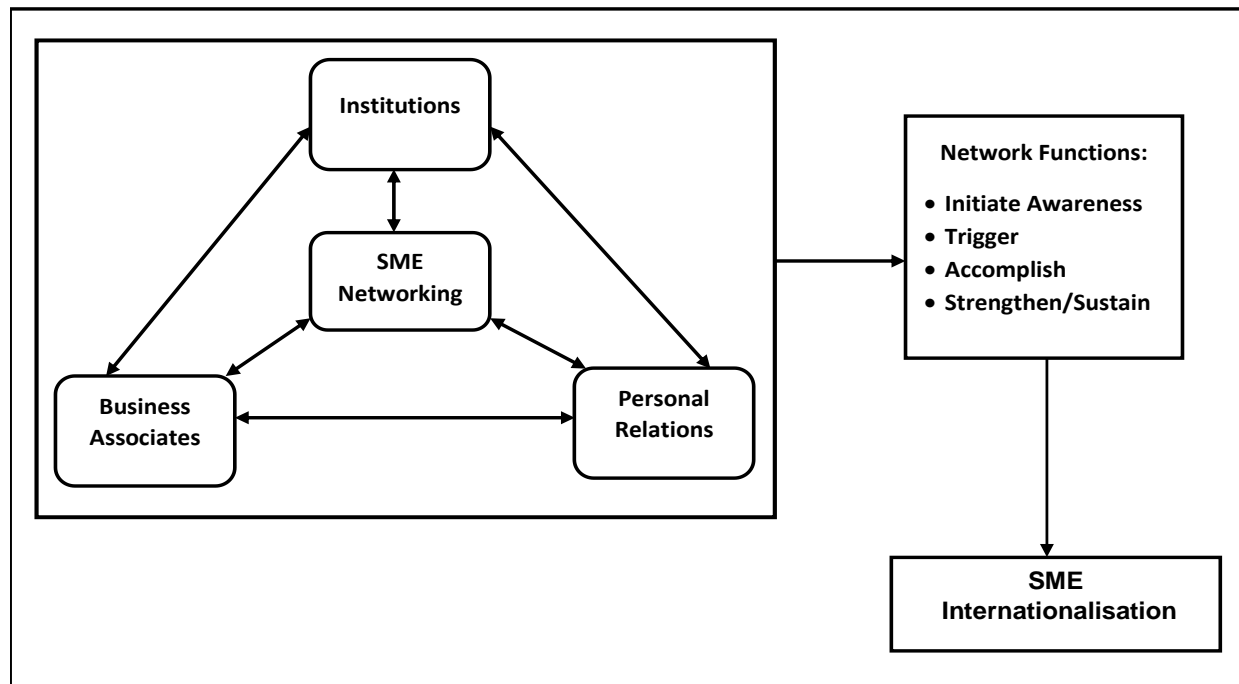 Institutions
SME
Networking
Business
Associates
Personal
Relations
Network Functions:
• Initiate Awareness
• Trigger
• Accomplish
• Strengthen/Sustain
SME
Internationalisation